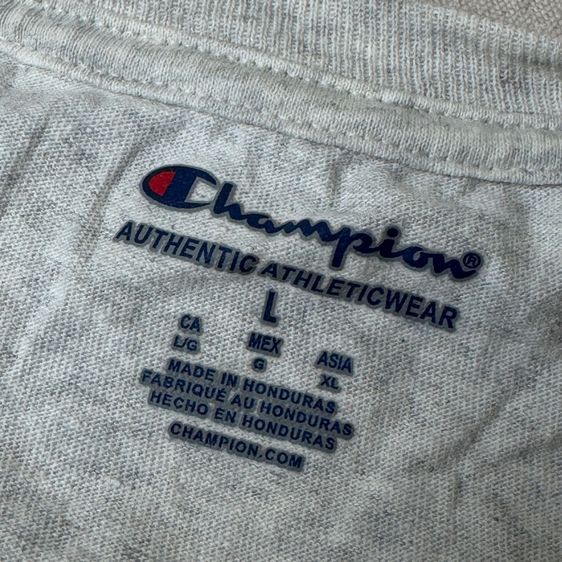 Champion®
AUTHENTIC ATHLETICWEAR
L
CA MEX ASIA
L/G G XL
MADE IN HONDURAS
FABRIQUÉ AU HONDURAS
HECHO EN HONDURAS
CHAMPION.COM